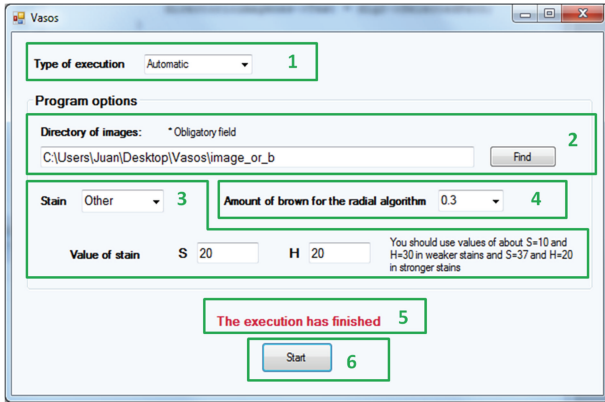 Vasos
Type of execution Automatic 1
Program options
Directory of images: * Obligatory field 2
C:\Users\Juan\Desktop\Vasos\image_or_b Find
Stain Other 3 Amount of brown for the radial algorithm 0.3 4
Value of stain S 20 H 20
You should use values of about S=10 and
H=30 in weaker stains and S=37 and H=20
in stronger stains
The execution has finished 5
Start 6